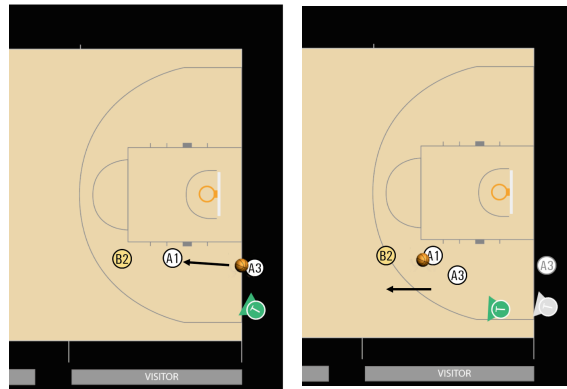 B2 A1 A3
T
VISITOR
B2 A1 A3
A3
T T
VISITOR